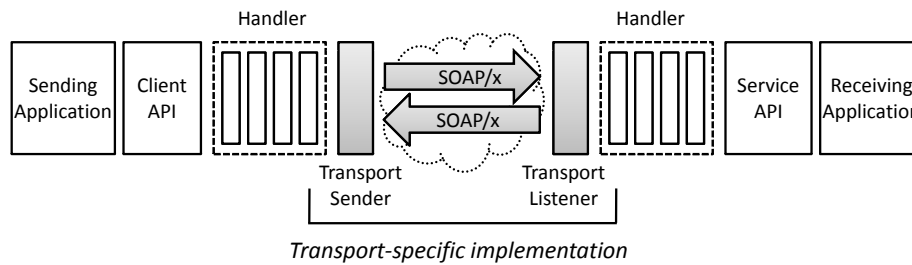 Handler
Handler
Sending
Application
Client
API
SOAP/x
SOAP/x
Service
API
Receiving
Application
Transport
Sender
Transport
Listener
Transport-specific implementation